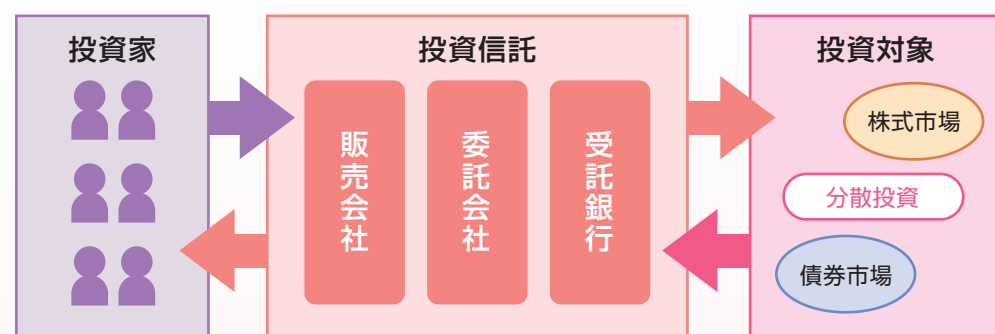 投資家
投資信託
販売会社
委託会社
受託銀行
投資対象
株式市場
分散投資
債券市場